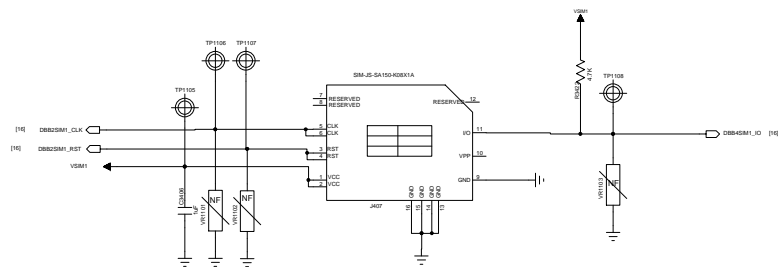 VSIM1
TP1106
TP1107
SIM-JS-SA150-K08X1A
R3422
4.7K
TP1108
TP1105
7
RESERVED
8
RESERVED
RESERVED
12
[16]
DBB2SIM1_CLK
5
CLK
6
CLK
I/O
11
DBB4SIM1_IO
[16]
[16]
DBB2SIM1_RST
3
RST
4
RST
VPP
10
VSIM1
1
VCC
2
VCC
GND
9
C3406
1uF
VR1101
NF
VR1102
NF
GND
GND
GND
GND
16
15
14
13
J407
VR1103
NF